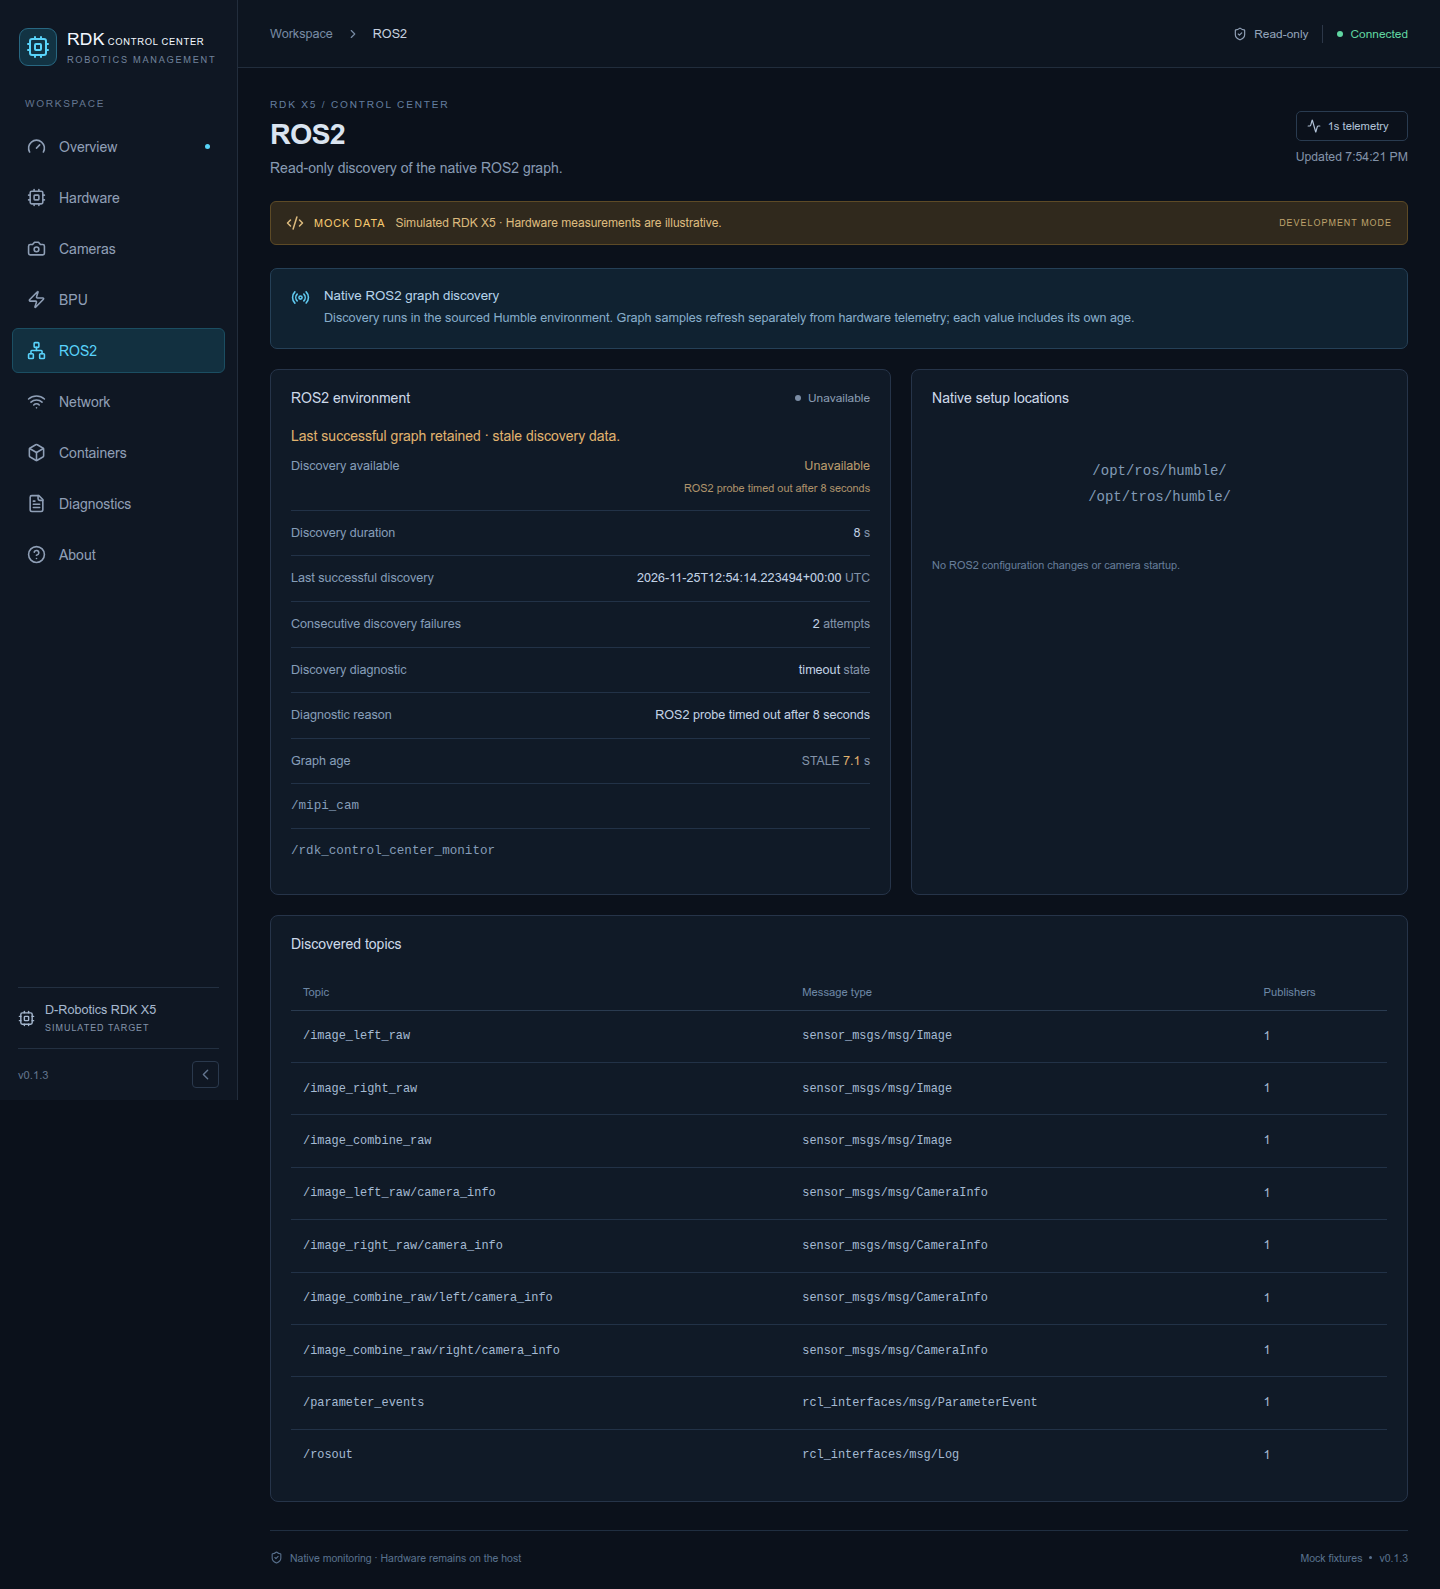 RDK CONTROL CENTER
ROBOTICS MANAGEMENT
WORKSPACE
Overview
Hardware
Cameras
BPU
ROS2
Network
Containers
Diagnostics
About
D-Robotics RDK X5
SIMULATED TARGET
v0.1.3
Workspace > ROS2
Read-only
Connected
RDK X5 / CONTROL CENTER
ROS2
Read-only discovery of the native ROS2 graph.
1s telemetry
Updated 7:54:21 PM
MOCK DATA Simulated RDK X5 · Hardware measurements are illustrative.
DEVELOPMENT MODE
Native ROS2 graph discovery
Discovery runs in the sourced Humble environment. Graph samples refresh separately from hardware telemetry; each value includes its own age.
ROS2 environment
Unavailable
Last successful graph retained · stale discovery data.
Discovery available Unavailable
ROS2 probe timed out after 8 seconds
Discovery duration 8 s
Last successful discovery 2026-11-25T12:54:14.223494+00:00 UTC
Consecutive discovery failures 2 attempts
Discovery diagnostic timeout state
Diagnostic reason ROS2 probe timed out after 8 seconds
Graph age STALE 7.1 s
/mipi_cam
/rdk_control_center_monitor
Native setup locations
/opt/ros/humble/
/opt/tros/humble/
No ROS2 configuration changes or camera startup.
Discovered topics
Topic Message type Publishers
/image_left_raw sensor_msgs/msg/Image 1
/image_right_raw sensor_msgs/msg/Image 1
/image_combine_raw sensor_msgs/msg/Image 1
/image_left_raw/camera_info sensor_msgs/msg/CameraInfo 1
/image_right_raw/camera_info sensor_msgs/msg/CameraInfo 1
/image_combine_raw/left/camera_info sensor_msgs/msg/CameraInfo 1
/image_combine_raw/right/camera_info sensor_msgs/msg/CameraInfo 1
/parameter_events rcl_interfaces/msg/ParameterEvent 1
/rosout rcl_interfaces/msg/Log 1
Native monitoring · Hardware remains on the host
Mock fixtures • v0.1.3